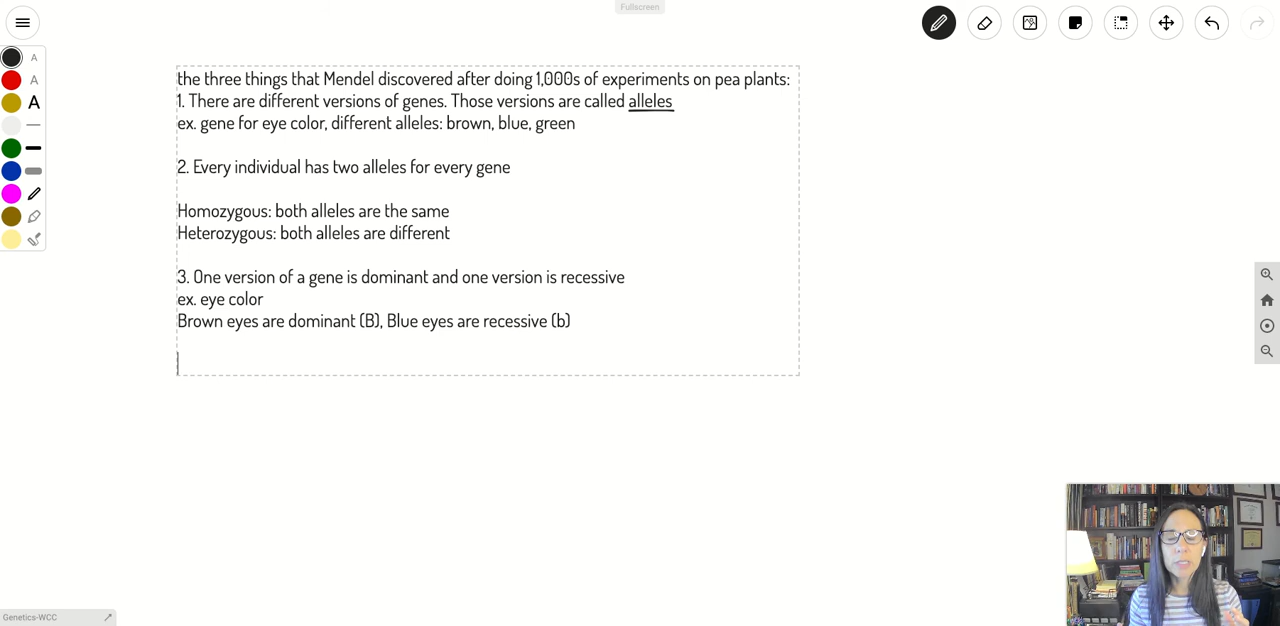 Fullscreen
A
A
A
the three things that Mendel discovered after doing 1,000s of experiments on pea plants:
1. There are different versions of genes. Those versions are called alleles
ex. gene for eye color, different alleles: brown, blue, green
2. Every individual has two alleles for every gene
Homozygous: both alleles are the same
Heterozygous: both alleles are different
3. One version of a gene is dominant and one version is recessive
ex. eye color
Brown eyes are dominant (B), Blue eyes are recessive (b)
Genetics-WCC